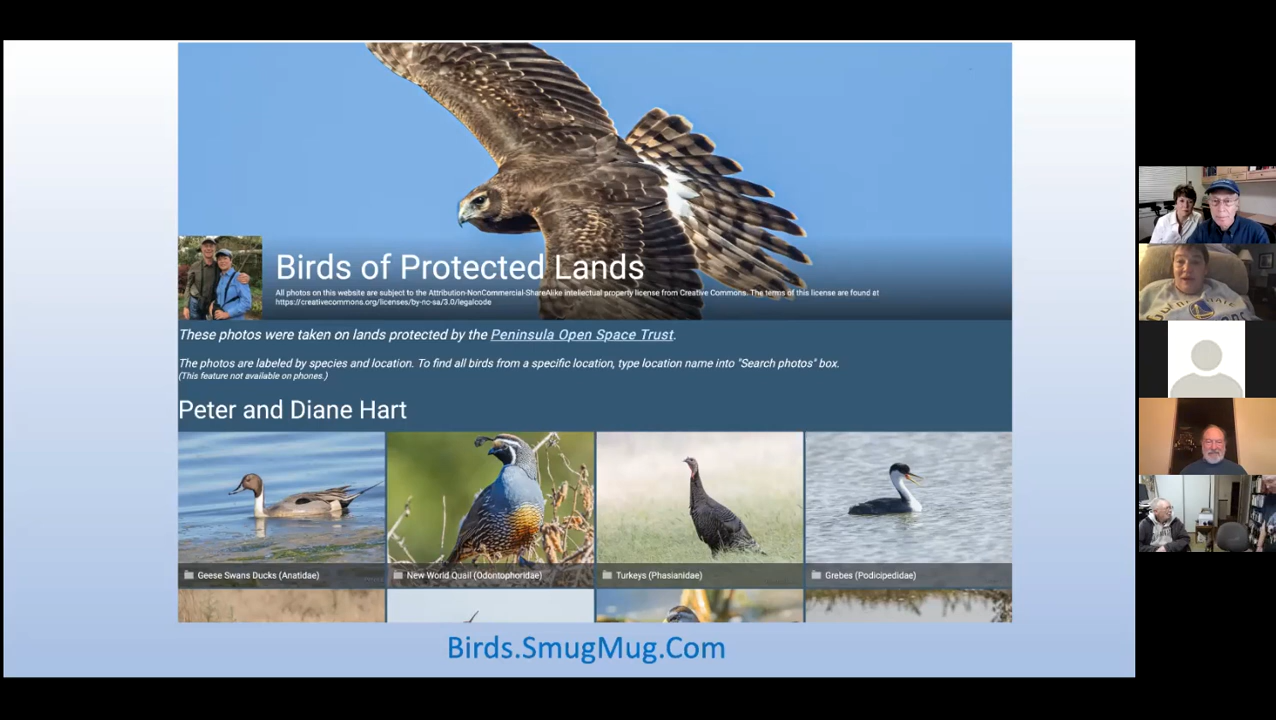 Birds of Protected Lands
All photos on this website are subject to the Attribution-NonCommercial-ShareAlike intellectual property license from Creative Commons. The terms of this license are found at
https://creativecommons.org/licenses/by-nc-sa/3.0/legalcode
These photos were taken on lands protected by the Peninsula Open Space Trust.
The photos are labeled by species and location. To find all birds from a specific location, type location name into "Search photos" box.
(This feature not available on phones.)
Peter and Diane Hart
Geese Swans Ducks (Anatidae)
New World Quail (Odontophoridae)
Turkeys (Phasianidae)
Grebes (Podicipedidae)
Birds.SmugMug.Com